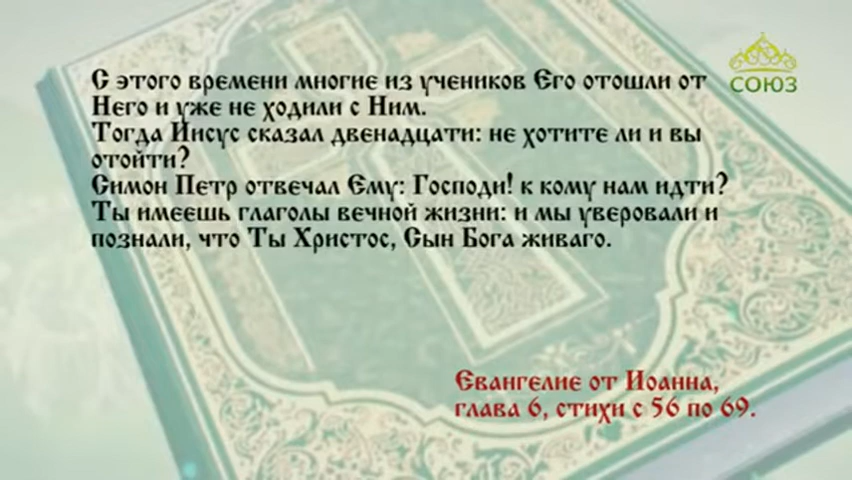 С этого времени многие из учеников Его отошли от
Него и уже не ходили с Ним.
Тогда Иисус сказал двенадцати: не хотите ли и вы
отойти?
Симон Петр отвечал Ему: Господи! к кому нам идти?
Ты имеешь глаголы вечной жизни: и мы уверовали и
познали, что Ты Христос, Сын Бога живаго.
СОЮЗ
Евангелие от Иоанна,
глава 6, стихи с 56 по 69.